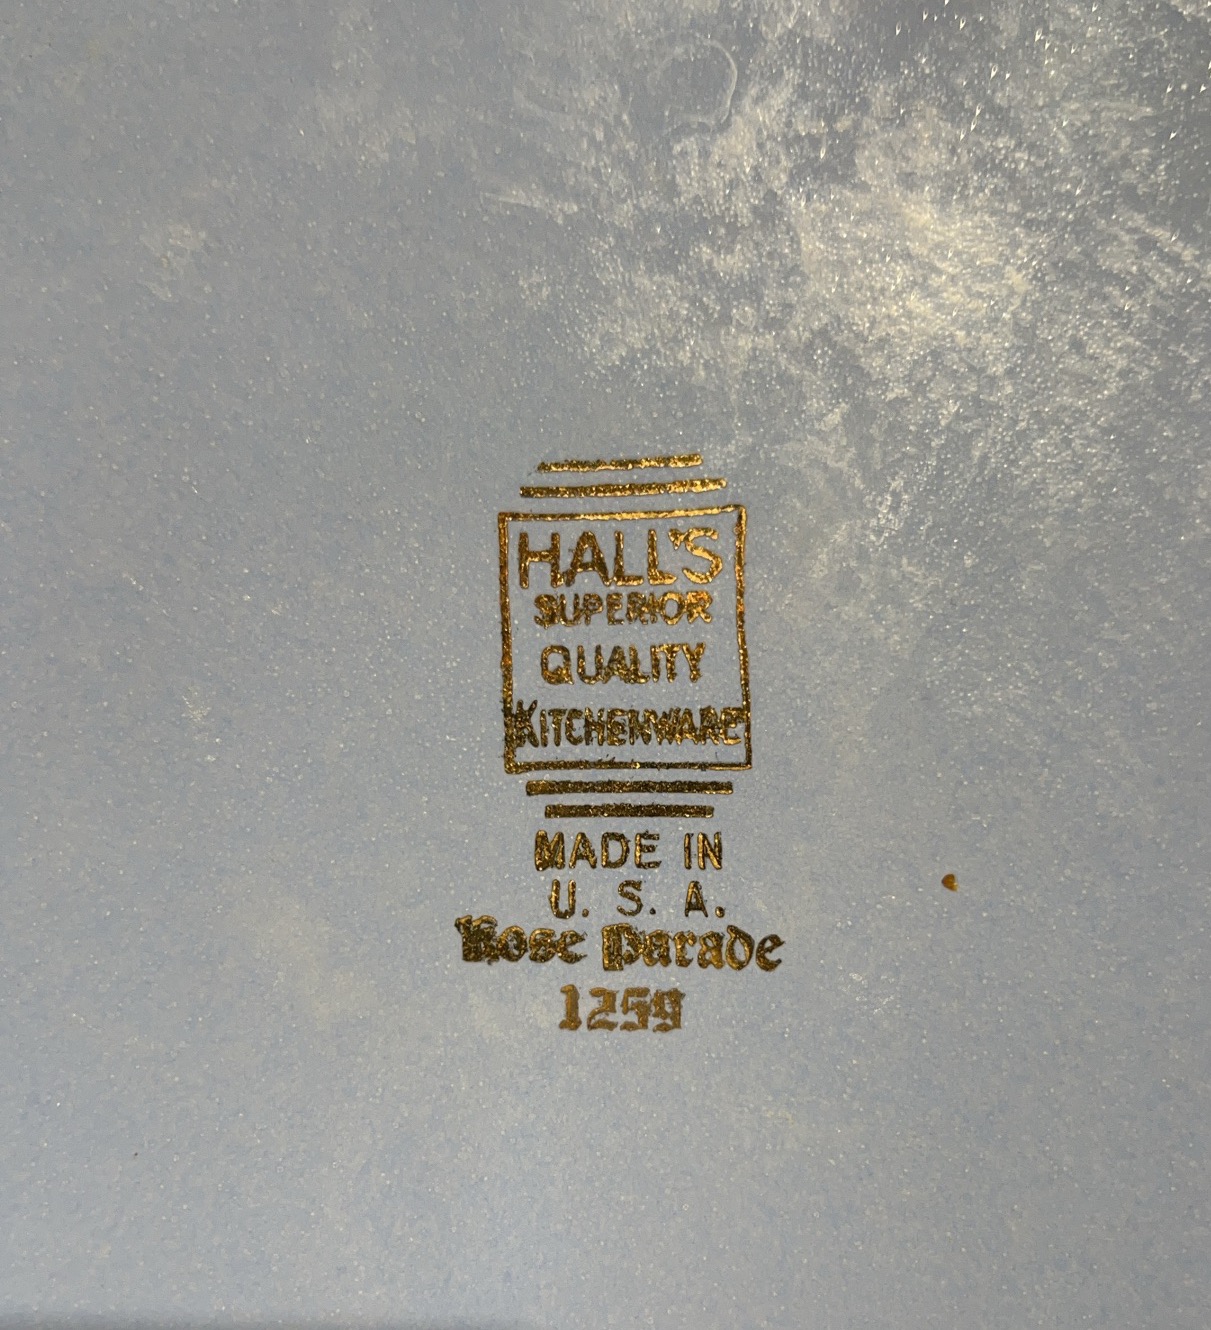 HALL'S
SUPERIOR
QUALITY
KITCHENWARE
MADE IN
U. S. A.
Rose Parade
1259